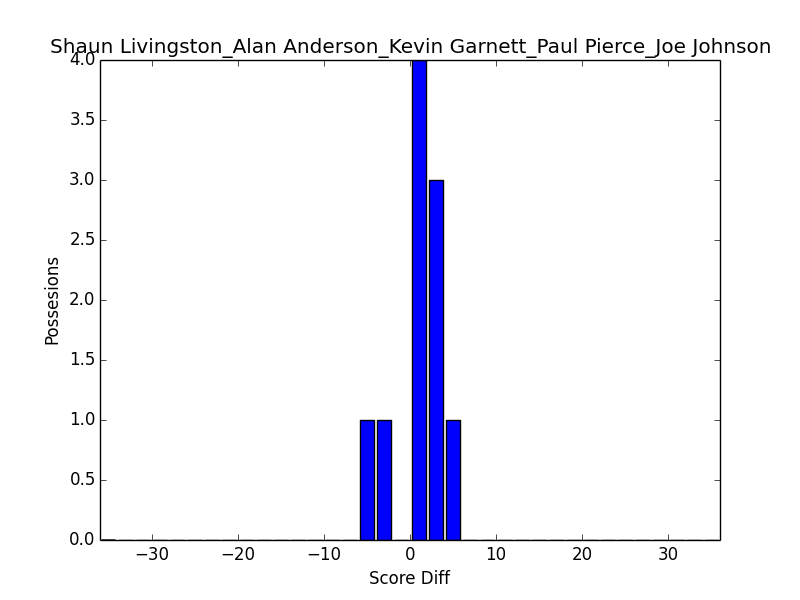 Shaun Livingston_Alan Anderson_Kevin Garnett_Paul Pierce_Joe Johnson
4.0
3.5
3.0
2.5
2.0
1.5
1.0
0.5
0.0
Possesions
−30 −20 −10 0 10 20 30
Score Diff